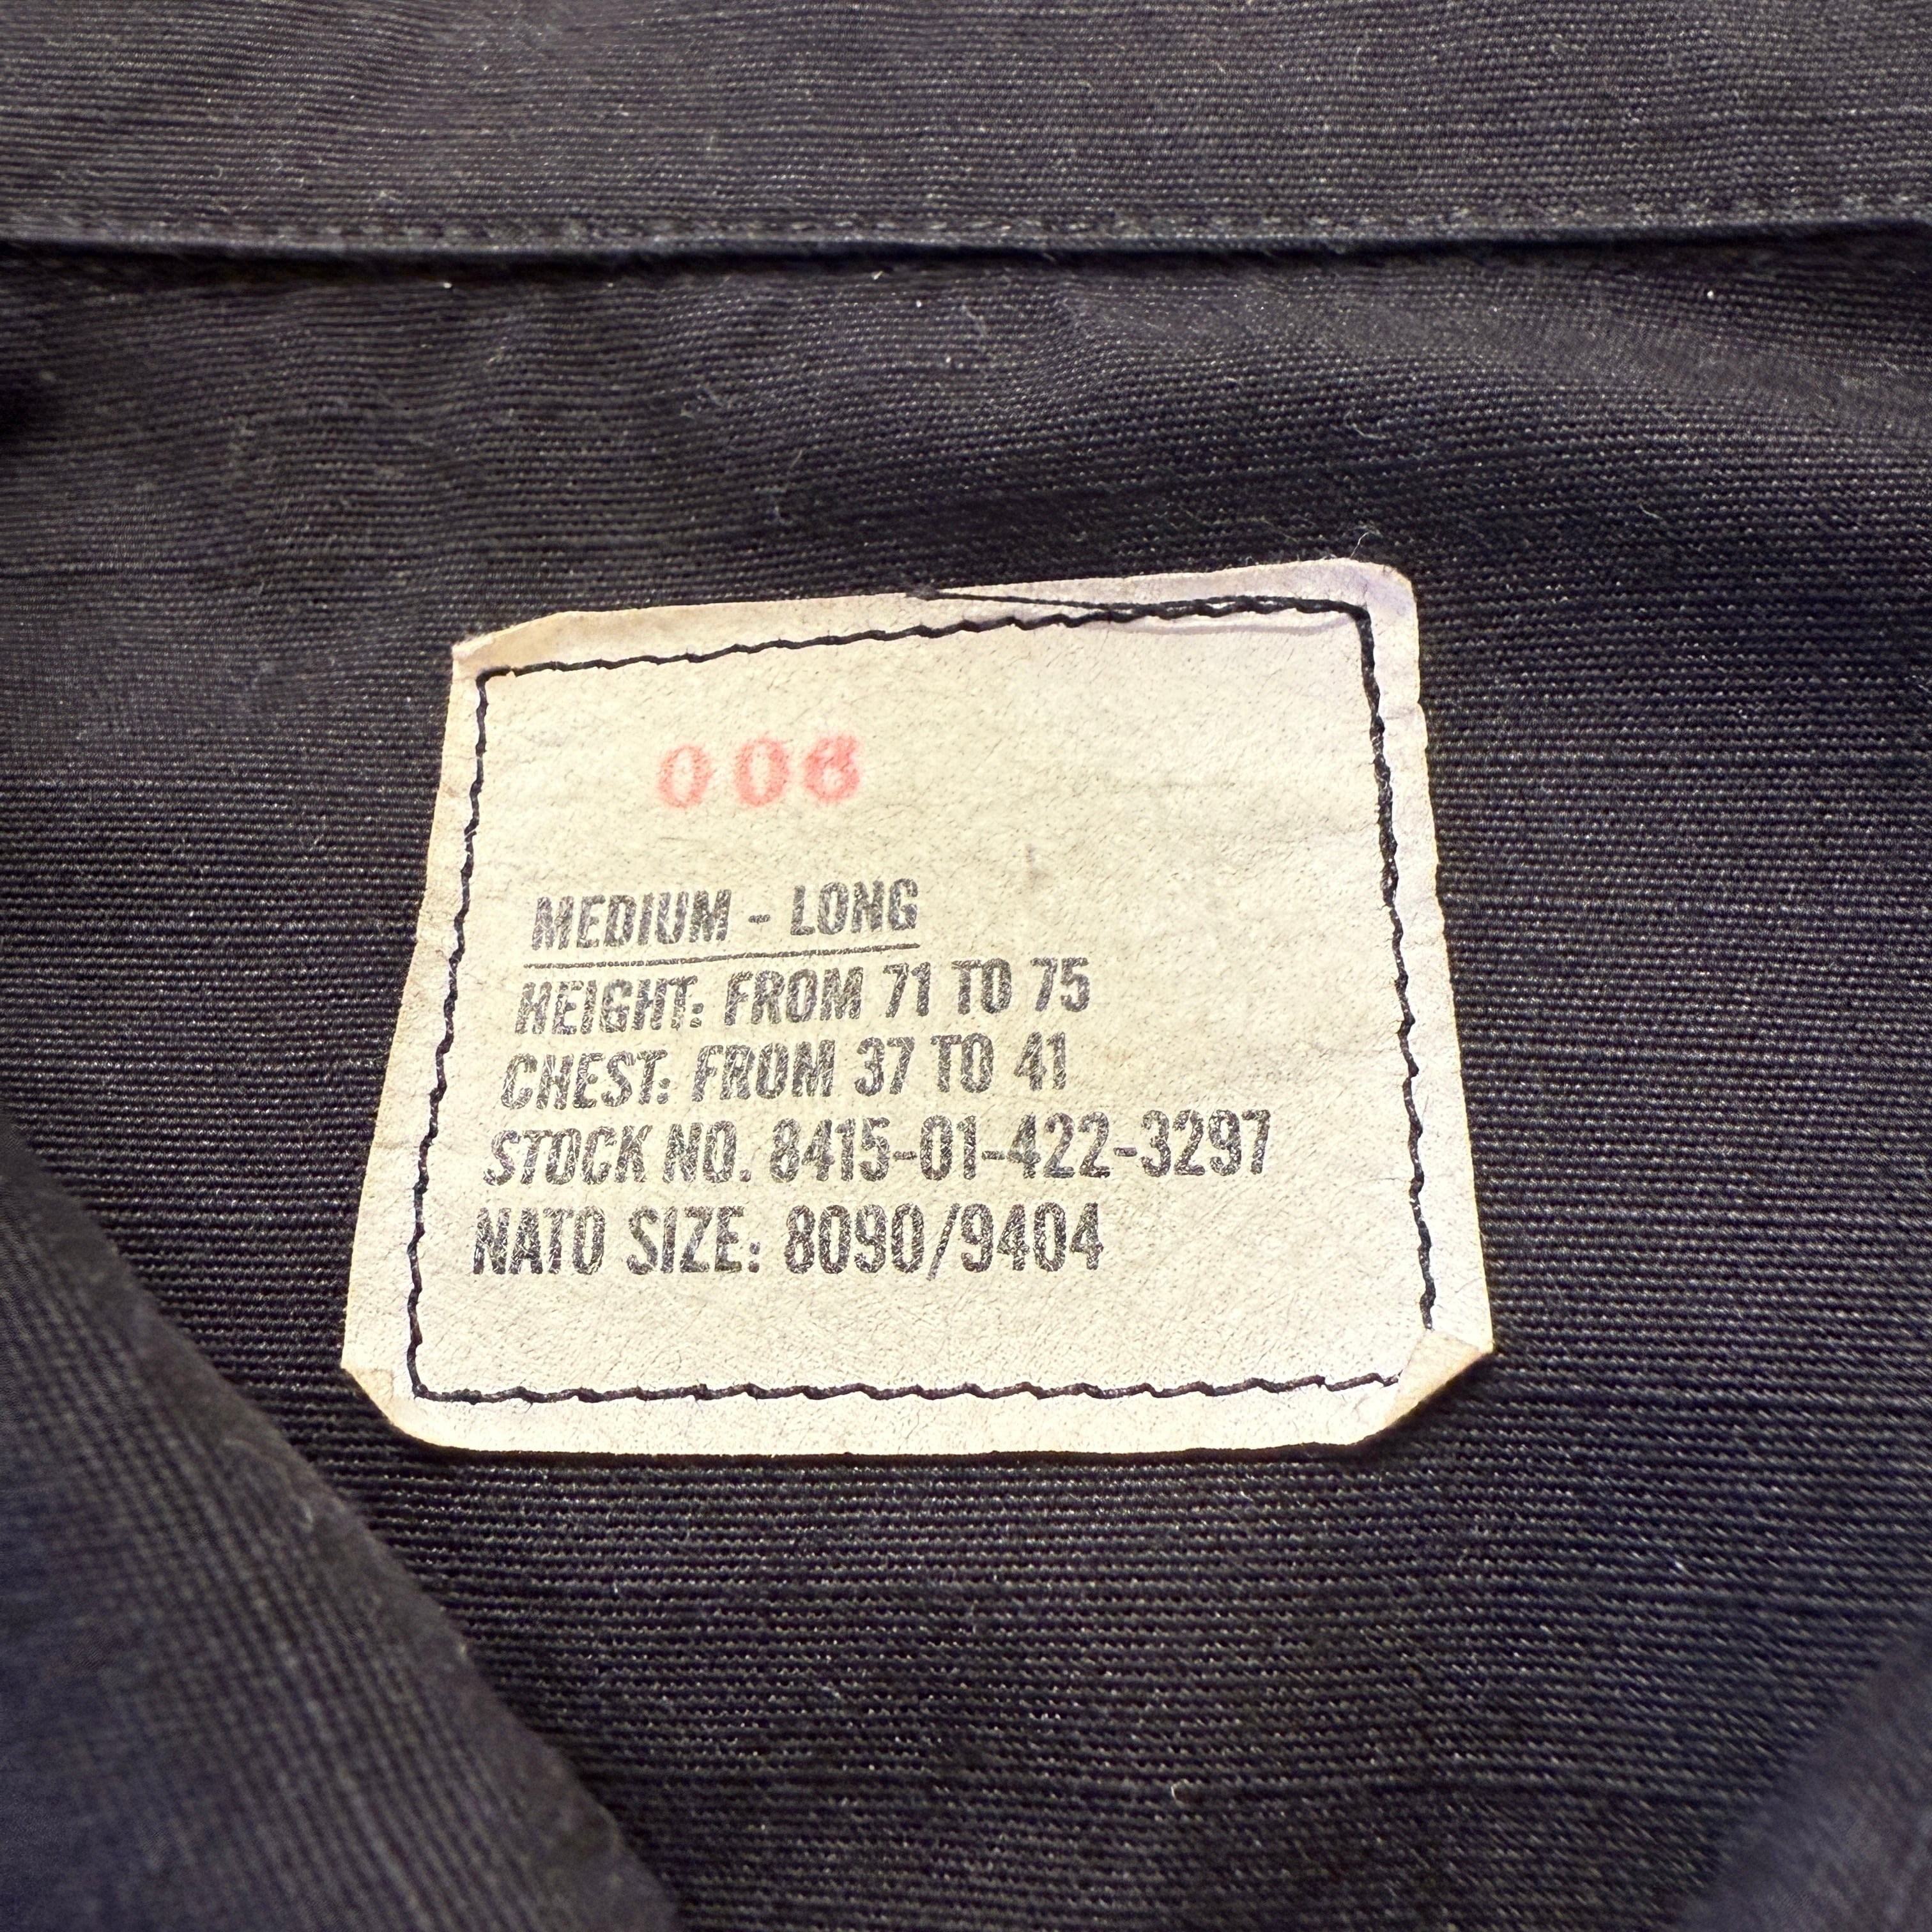 006
MEDIUM - LONG
HEIGHT: FROM 71 TO 75
CHEST: FROM 37 TO 41
STOCK NO. 8415-01-422-3297
NATO SIZE: 8090/9404